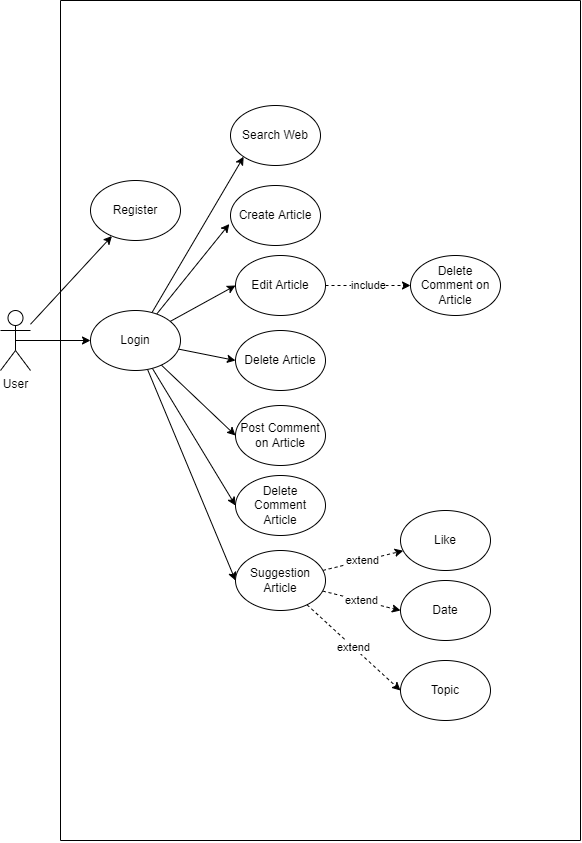 Search Web
Register
Create Article
Edit Article
include
Delete
Comment on
Article
Login
User
Delete Article
Post Comment
on Article
Delete
Comment
Article
Suggestion
Article
extend
Like
extend
Date
extend
Topic